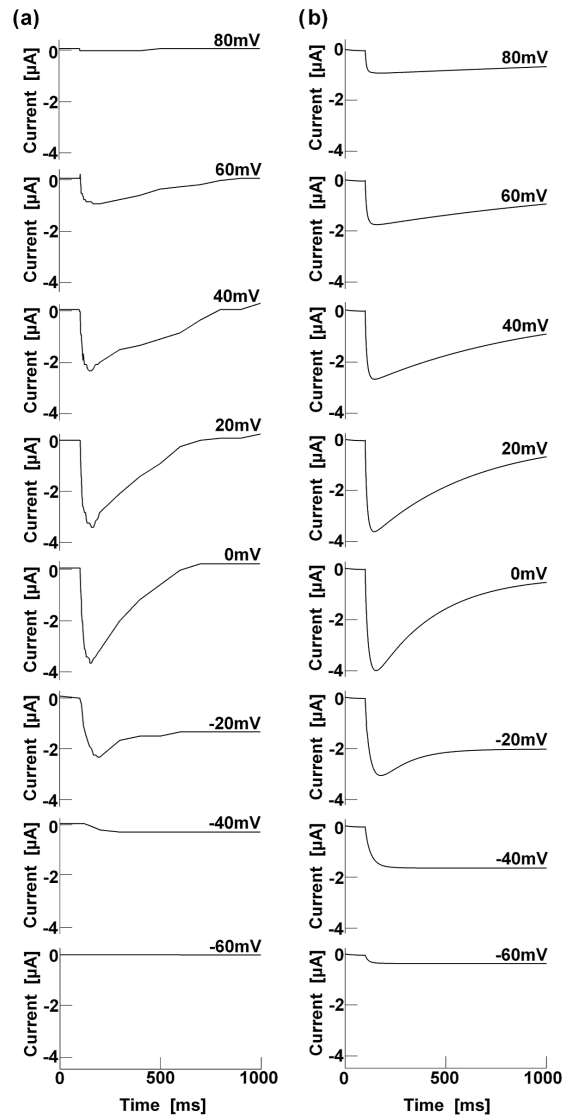 (a)
80mV
0
-2
-4
Current [µA]
60mV
0
-2
-4
Current [µA]
40mV
0
-2
-4
Current [µA]
20mV
0
-2
-4
Current [µA]
0mV
0
-2
-4
Current [µA]
-20mV
0
-2
-4
Current [µA]
-40mV
0
-2
-4
Current [µA]
-60mV
0
-2
-4
Current [µA]
0 500 1000
Time [ms]
(b)
80mV
0
-2
-4
Current [µA]
60mV
0
-2
-4
Current [µA]
40mV
0
-2
-4
Current [µA]
20mV
0
-2
-4
Current [µA]
0mV
0
-2
-4
Current [µA]
-20mV
0
-2
-4
Current [µA]
-40mV
0
-2
-4
Current [µA]
-60mV
0
-2
-4
Current [µA]
0 500 1000
Time [ms]